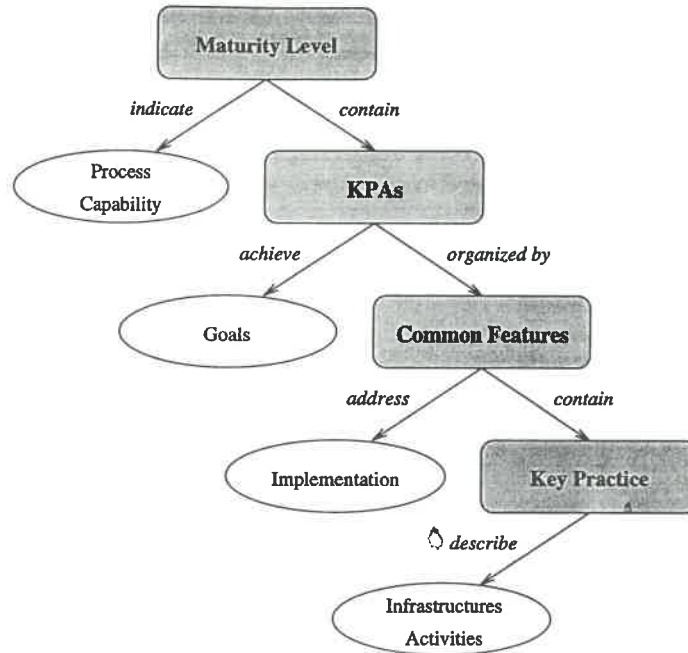 Maturity Level
indicate
contain
Process
Capability
KPAs
achieve
organized by
Goals
Common Features
address
contain
Implementation
Key Practice
describe
Infrastructures
Activities